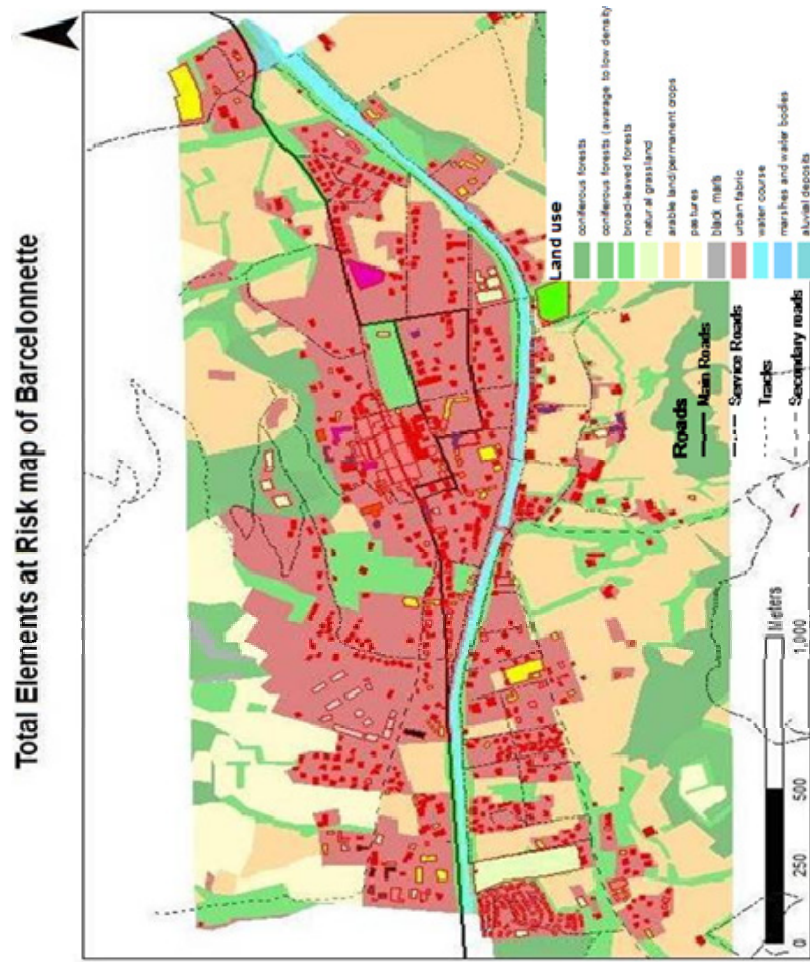 Total Elements at Risk map of Barcelonnette
Land use
coniferous forests
coniferous forests (avarage to low density
broad-leaved forests
natural grassland
arable land/permanent crops
pastures
black marls
urban fabric
water course
marshes and water bodies
aluvial deposits
Roads
Main Roads
Service Roads
Tracks
Secondary roads
Meters
0 250 500 1,000